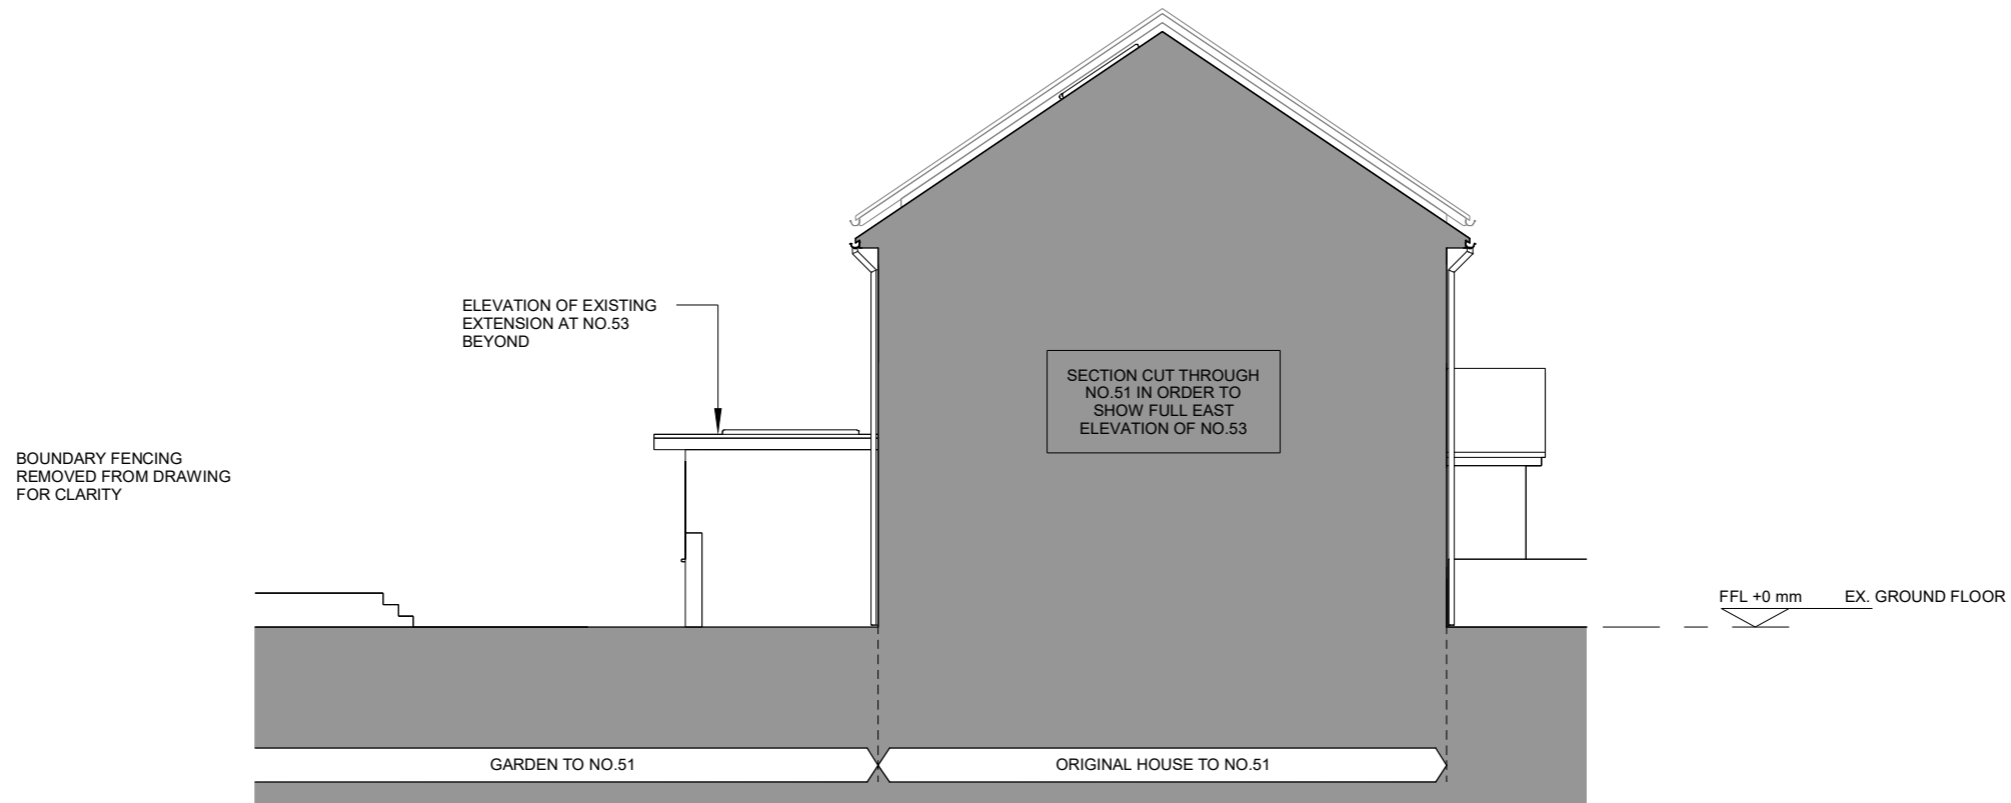 ELEVATION OF EXISTING
EXTENSION AT NO.53
BEYOND
SECTION CUT THROUGH
NO.51 IN ORDER TO
SHOW FULL EAST
ELEVATION OF NO.53
BOUNDARY FENCING
REMOVED FROM DRAWING
FOR CLARITY
FFL +0 mm EX. GROUND FLOOR
GARDEN TO NO.51
ORIGINAL HOUSE TO NO.51